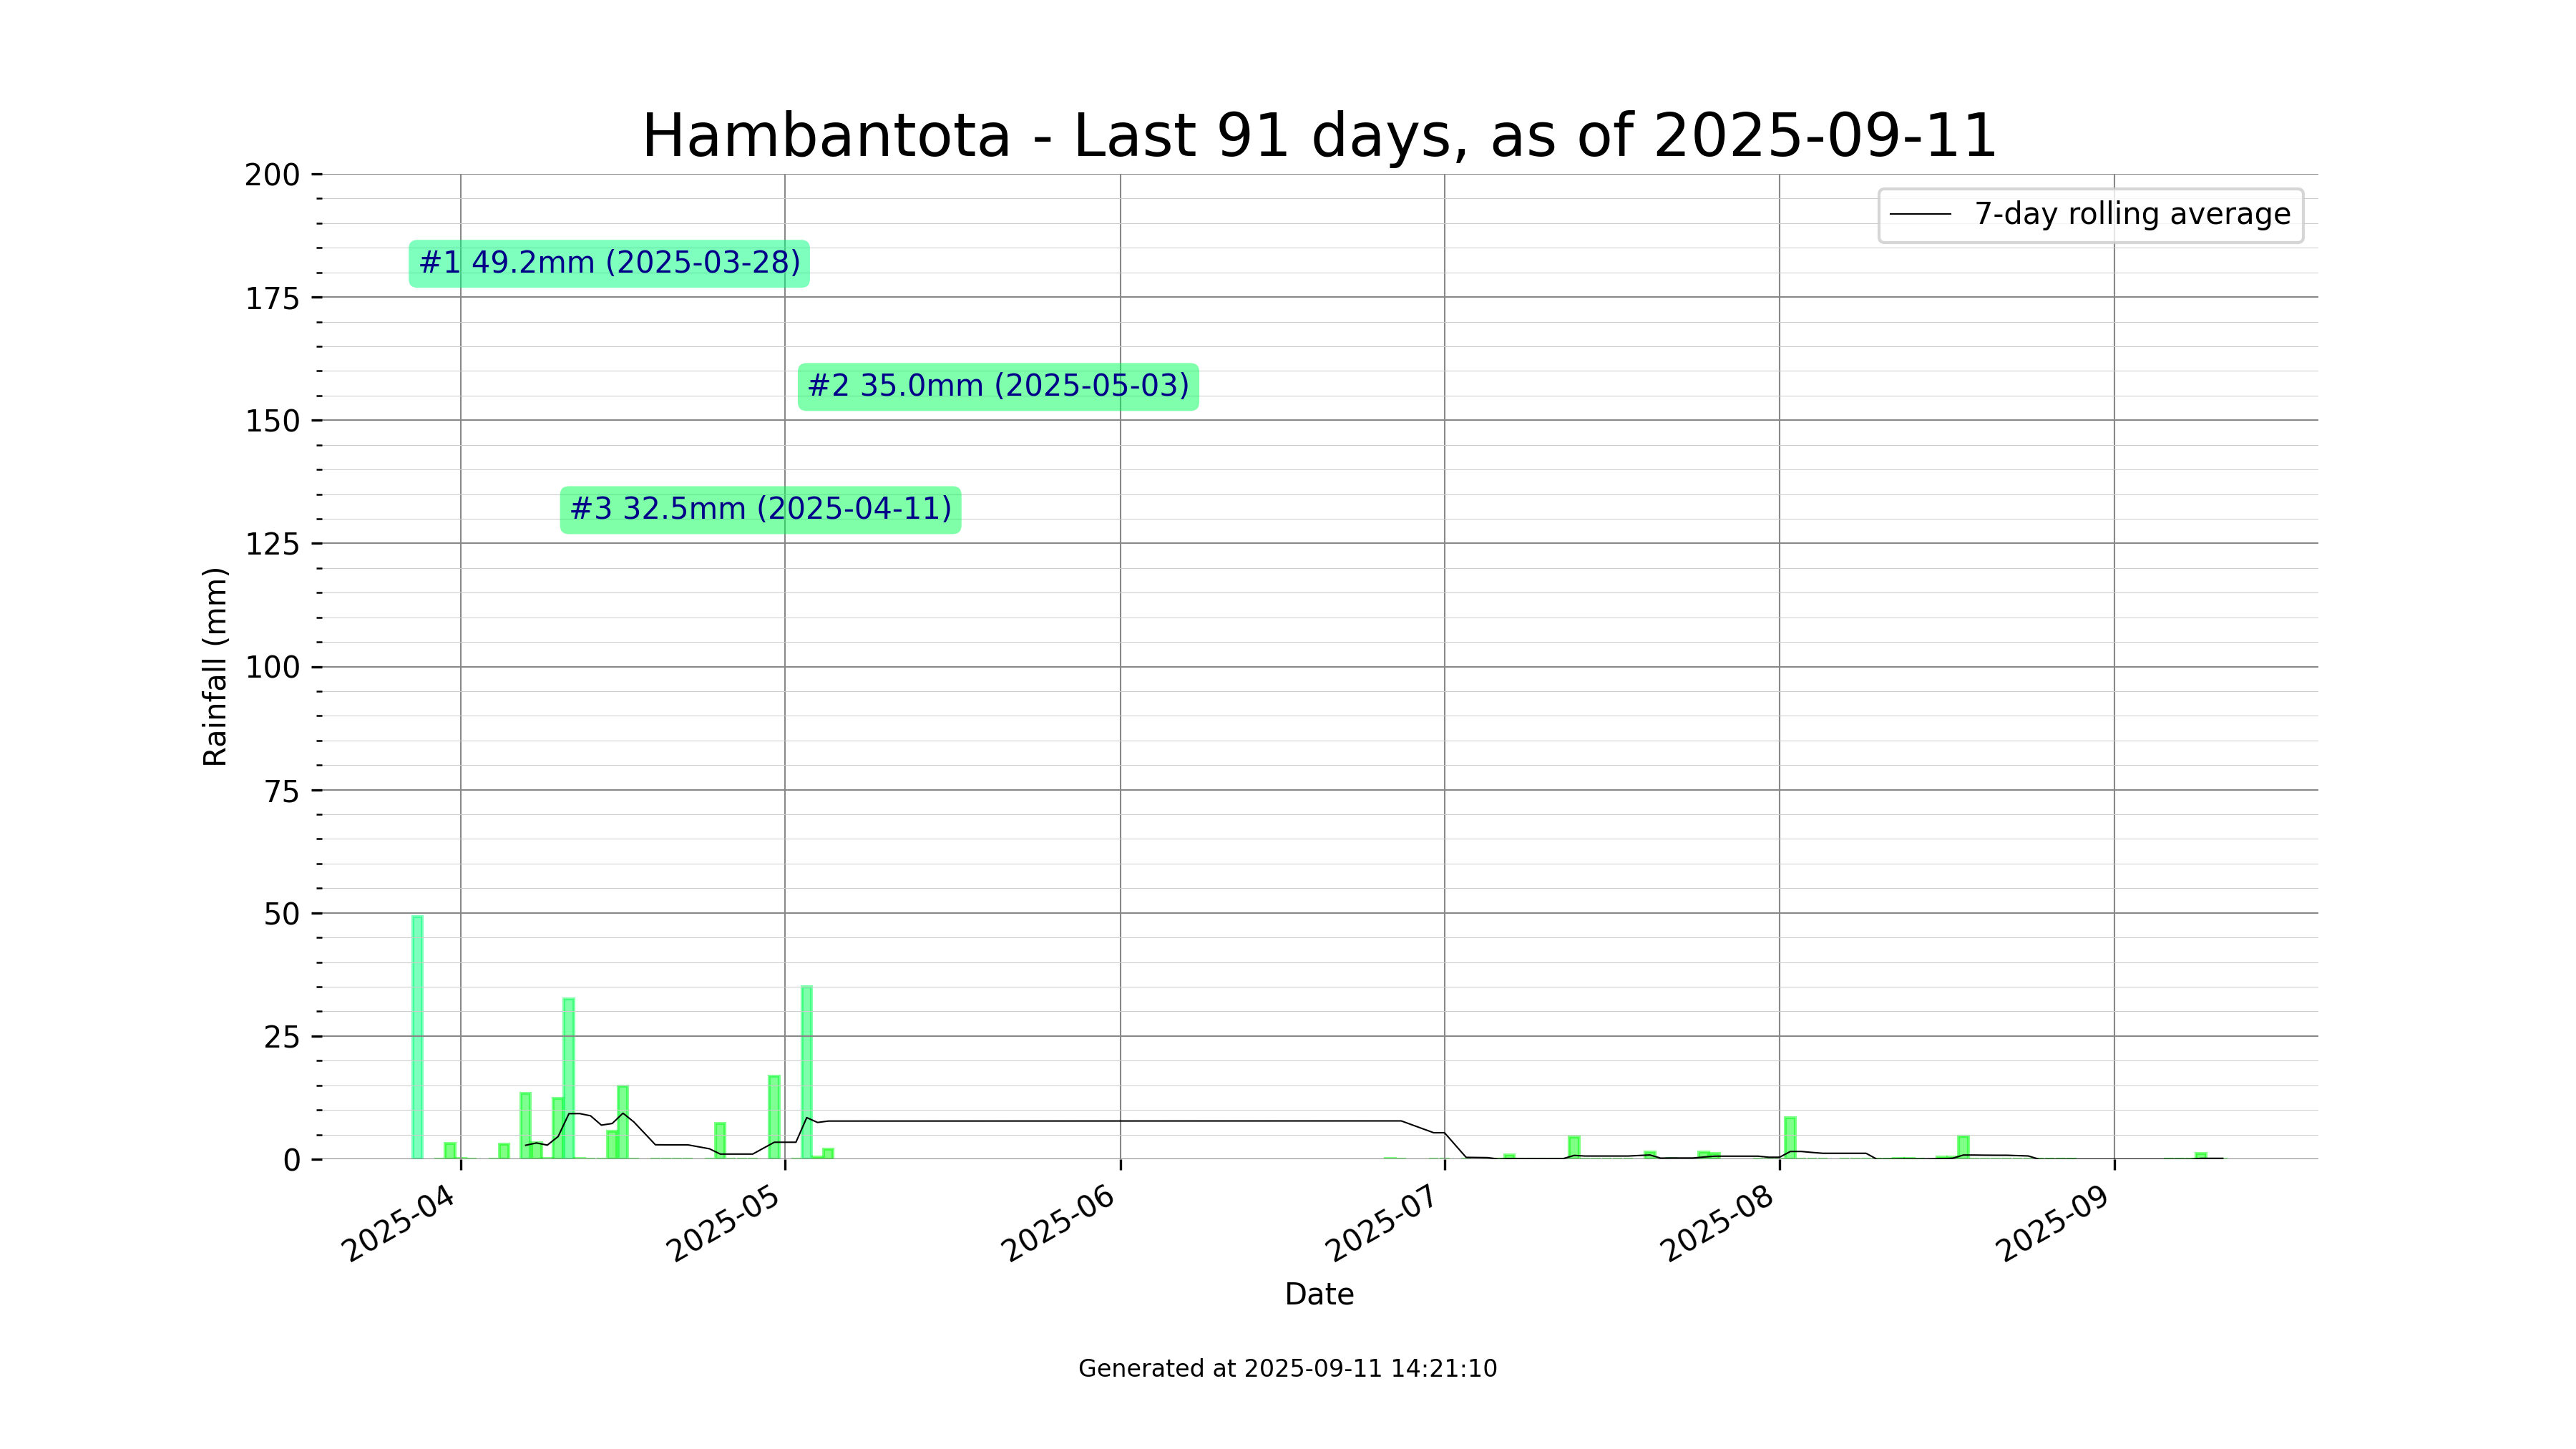 Hambantota - Last 91 days, as of 2025-09-11
7-day rolling average
#1 49.2mm (2025-03-28)
#2 35.0mm (2025-05-03)
#3 32.5mm (2025-04-11)
Rainfall (mm)
200
175
150
125
100
75
50
25
0
2025-04
2025-05
2025-06
2025-07
2025-08
2025-09
Date
Generated at 2025-09-11 14:21:10